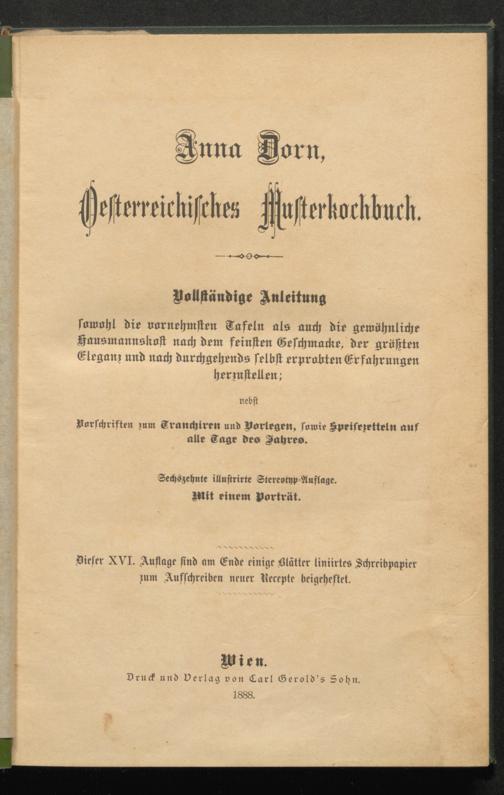 Anna Dorn,
Oesterreichisches Musterkochbuch.
Vollständige Anleitung
sowohl die vornehmsten Tafeln als auch die gewöhnliche
Hausmannskost nach dem feinsten Geschmacke, der größten
Eleganz und nach durchgehends selbst erprobten Erfahrungen
herzustellen;
nebst
Vorschriften zum Tranchiren und Vorlegen, sowie Speisezetteln auf
alle Tage des Jahres.
Sechszehnte illustrirte Stereotyp-Auflage.
Mit einem Porträt.
Dieser XVI. Auflage sind am Ende einige Blätter liniirtes Schreibpapier
zum Aufschreiben neuer Recepte beigeheftet.
Wien.
Druck und Verlag von Carl Gerold's Sohn.
1888.